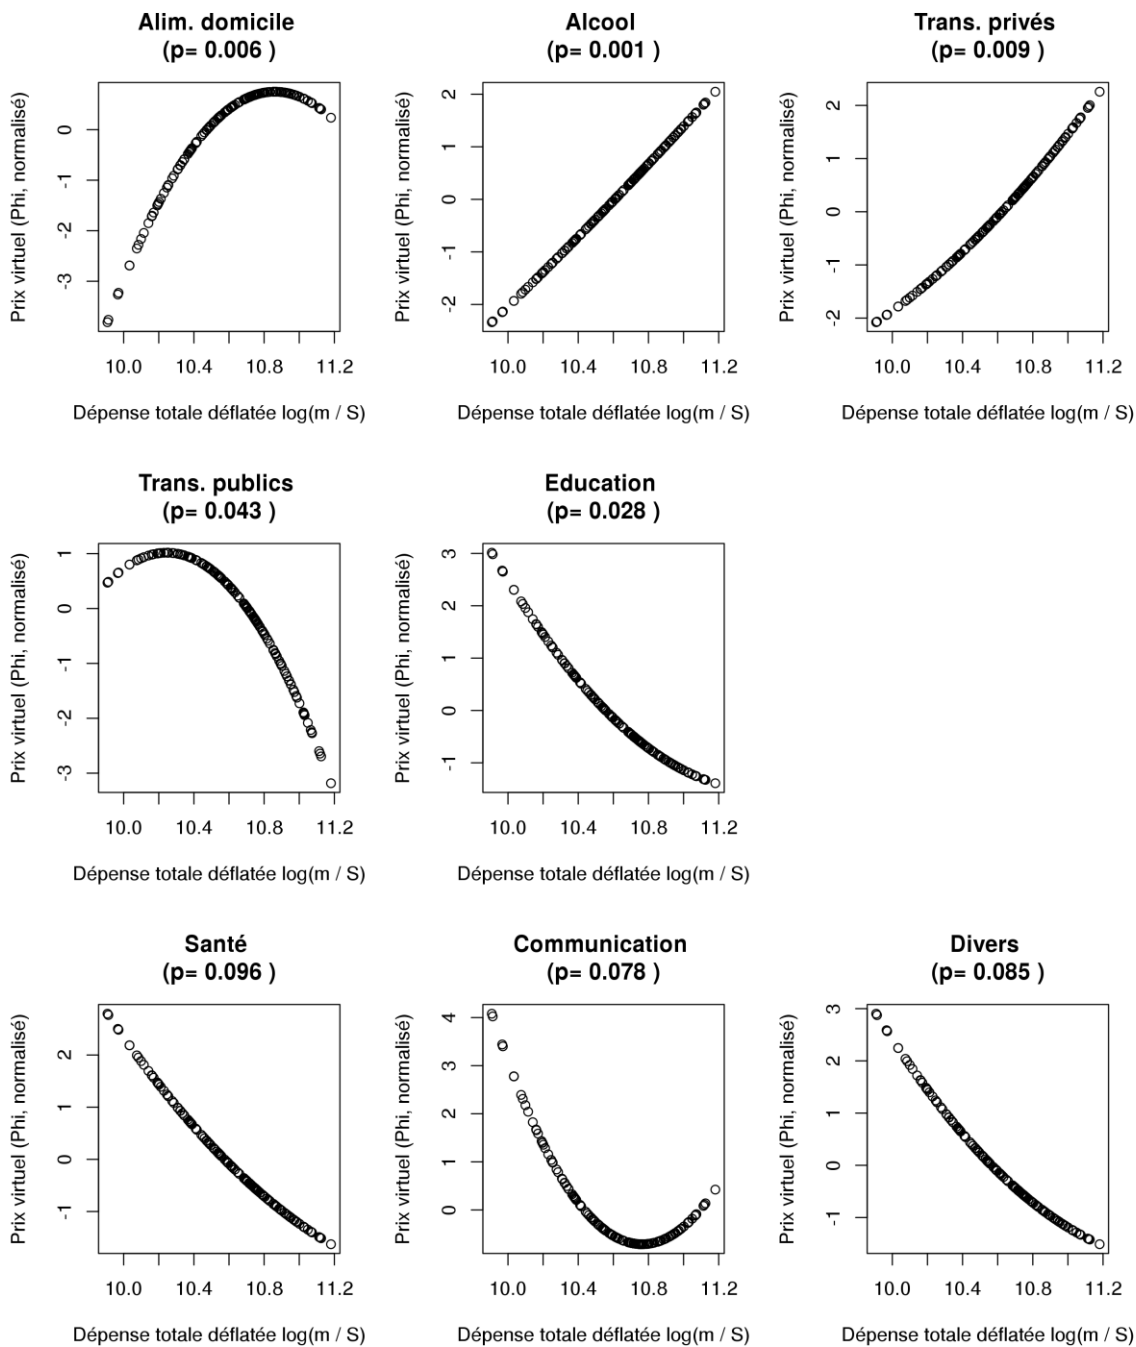 Alim. domicile
(p= 0.006 )
Prix virtuel (Phi, normalisé)
0
-1
-2
-3
10.0 10.4 10.8 11.2
Dépense totale déflatée log(m / S)
Alcool
(p= 0.001 )
Prix virtuel (Phi, normalisé)
2
1
0
-1
-2
10.0 10.4 10.8 11.2
Dépense totale déflatée log(m / S)
Trans. privés
(p= 0.009 )
Prix virtuel (Phi, normalisé)
2
1
0
-1
-2
10.0 10.4 10.8 11.2
Dépense totale déflatée log(m / S)
Trans. publics
(p= 0.043 )
Prix virtuel (Phi, normalisé)
1
0
-1
-2
-3
10.0 10.4 10.8 11.2
Dépense totale déflatée log(m / S)
Education
(p= 0.028 )
Prix virtuel (Phi, normalisé)
3
2
1
0
-1
10.0 10.4 10.8 11.2
Dépense totale déflatée log(m / S)
Santé
(p= 0.096 )
Prix virtuel (Phi, normalisé)
2
1
0
-1
10.0 10.4 10.8 11.2
Dépense totale déflatée log(m / S)
Communication
(p= 0.078 )
Prix virtuel (Phi, normalisé)
4
3
2
1
0
10.0 10.4 10.8 11.2
Dépense totale déflatée log(m / S)
Divers
(p= 0.085 )
Prix virtuel (Phi, normalisé)
3
2
1
0
-1
10.0 10.4 10.8 11.2
Dépense totale déflatée log(m / S)